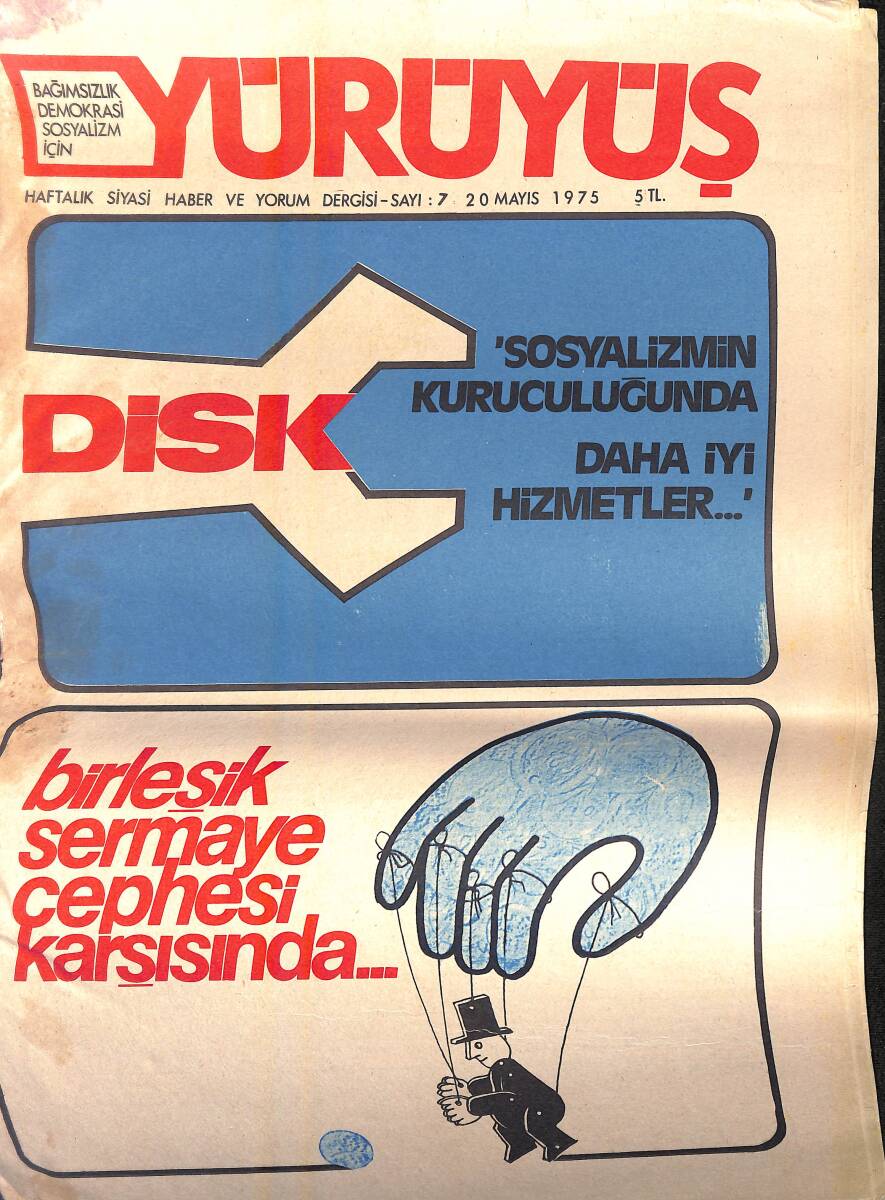 BAĞIMSIZLIK
DEMOKRASİ
SOSYALİZM
İÇİN
YÜRÜYÜŞ
HAFTALIK SİYASİ HABER VE YORUM DERGİSİ - SAYI : 7 20 MAYIS 1975 5 TL.
DİSK
'SOSYALİZMİN
KURUCULUĞUNDA
DAHA İYİ
HİZMETLER...'
birleşik
sermaye
cephesi
karşısında...